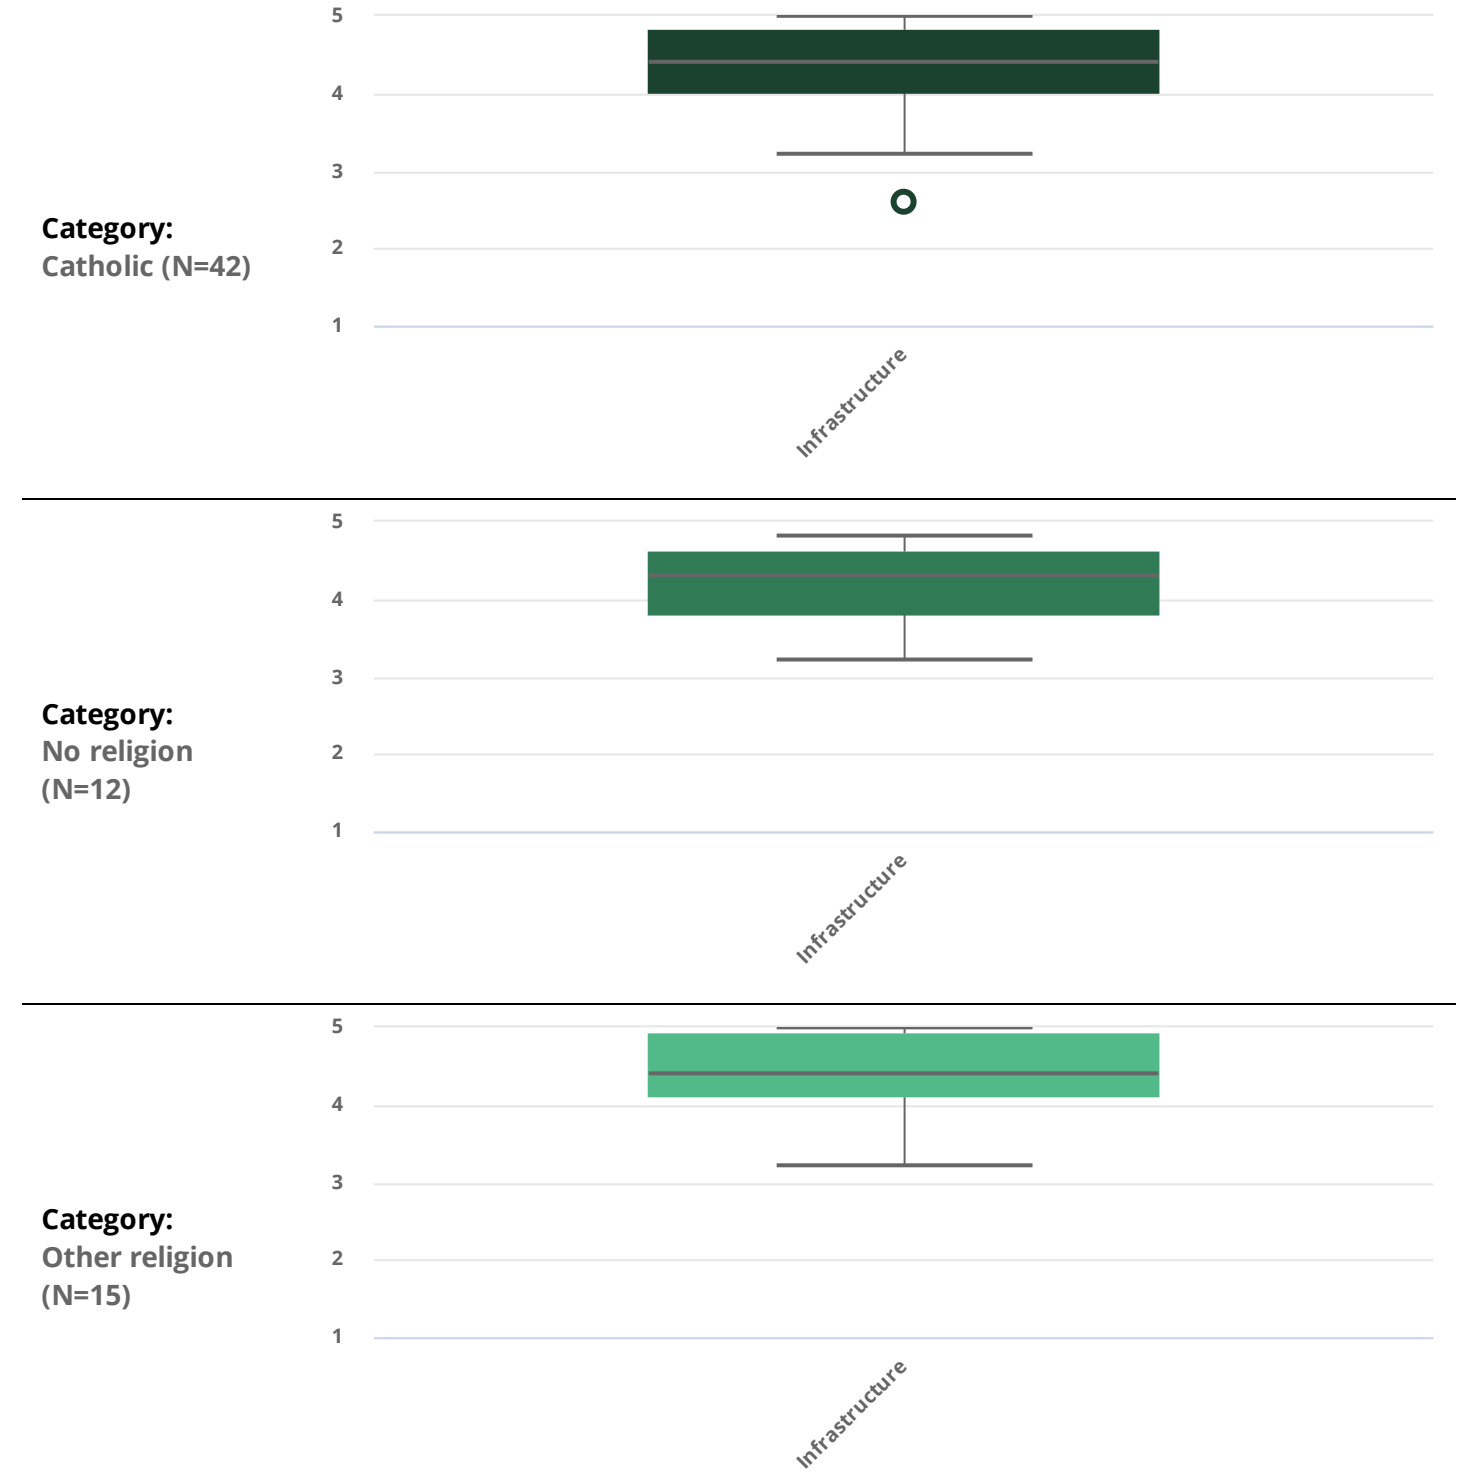 5
4
3
Category:
2
Catholic (N=42)
1
Infrastructure
5
4
3
Category:
No religion
2
(N=12)
1
Infrastructure
5
4
3
Category:
Other religion
2
(N=15)
1
Infrastructure